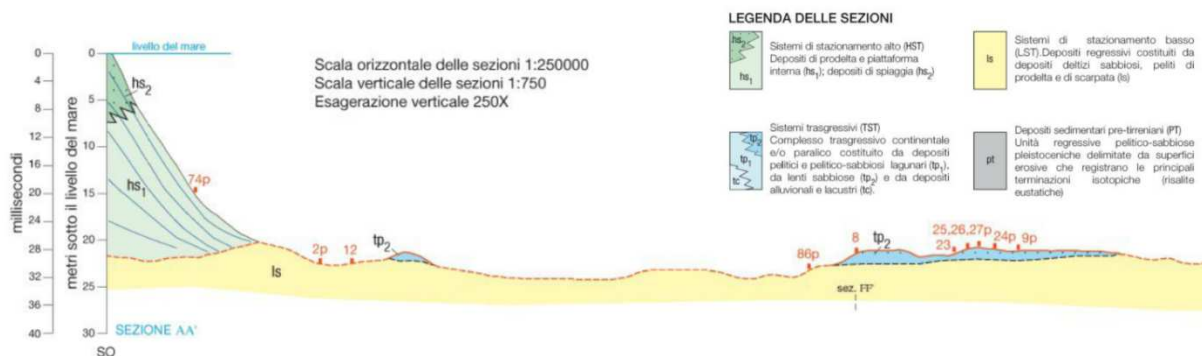 LEGENDA DELLE SEZIONI
hs2
hs1
Sistemi di stazionamento alto (HST)
Depositi di prodelta e piattaforma
interna (hs1); depositi di spiaggia (hs2)
ls
Sistemi di stazionamento basso
(LST).Depositi regressivi costituiti da
depositi deltizi sabbiosi, peliti di
prodelta e di scarpata (ls)
tp2
tp1
tc
Sistemi trasgressivi (TST)
Complesso trasgressivo continentale
e/o paralico costituito da depositi
pelitici e pelitico-sabbiosi lagunari (tp1),
da lenti sabbiose (tp2) e da depositi
alluvionali e lacustri (tc).
pt
Depositi sedimentari pre-tirreniani (PT)
Unità regressive pelitico-sabbiose
pleistoceniche delimitate da superfici
erosive che registrano le principali
terminazioni isotopiche (risalite
eustatiche)
Scala orizzontale delle sezioni 1:250000
Scala verticale delle sezioni 1:750
Esagerazione verticale 250X
livello del mare
millisecondi
0
4
8
12
16
20
24
28
32
36
40
metri sotto il livello del mare
0
5
10
15
20
25
30
hs2
hs1
74p
2p
12
tp2
ls
86p
8
tp2
25,26,27p
23
24p
9p
sez. FF'
SEZIONE AA'
SO